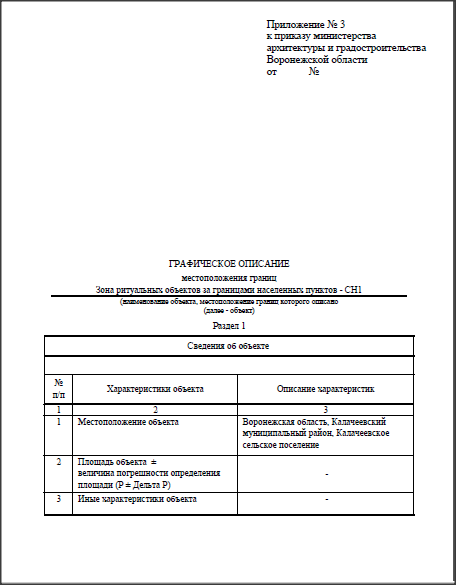 Приложение № 3
к приказу министерства
архитектуры и градостроительства
Воронежской области
от №
ГРАФИЧЕСКОЕ ОПИСАНИЕ
местоположения границ
Зона ритуальных объектов за границами населенных пунктов - СН1
(наименование объекта, местоположение границ которого описано
(далее - объект)
Раздел 1
Сведения об объекте
№
п/п
Характеристики объекта
Описание характеристик
1 2 3
1 Местоположение объекта
Воронежская область, Калачеевский
муниципальный район, Калачеевское
сельское поселение
2 Площадь объекта ±
величина погрешности определения
площади (Р ± Дельта Р)
-
3 Иные характеристики объекта -